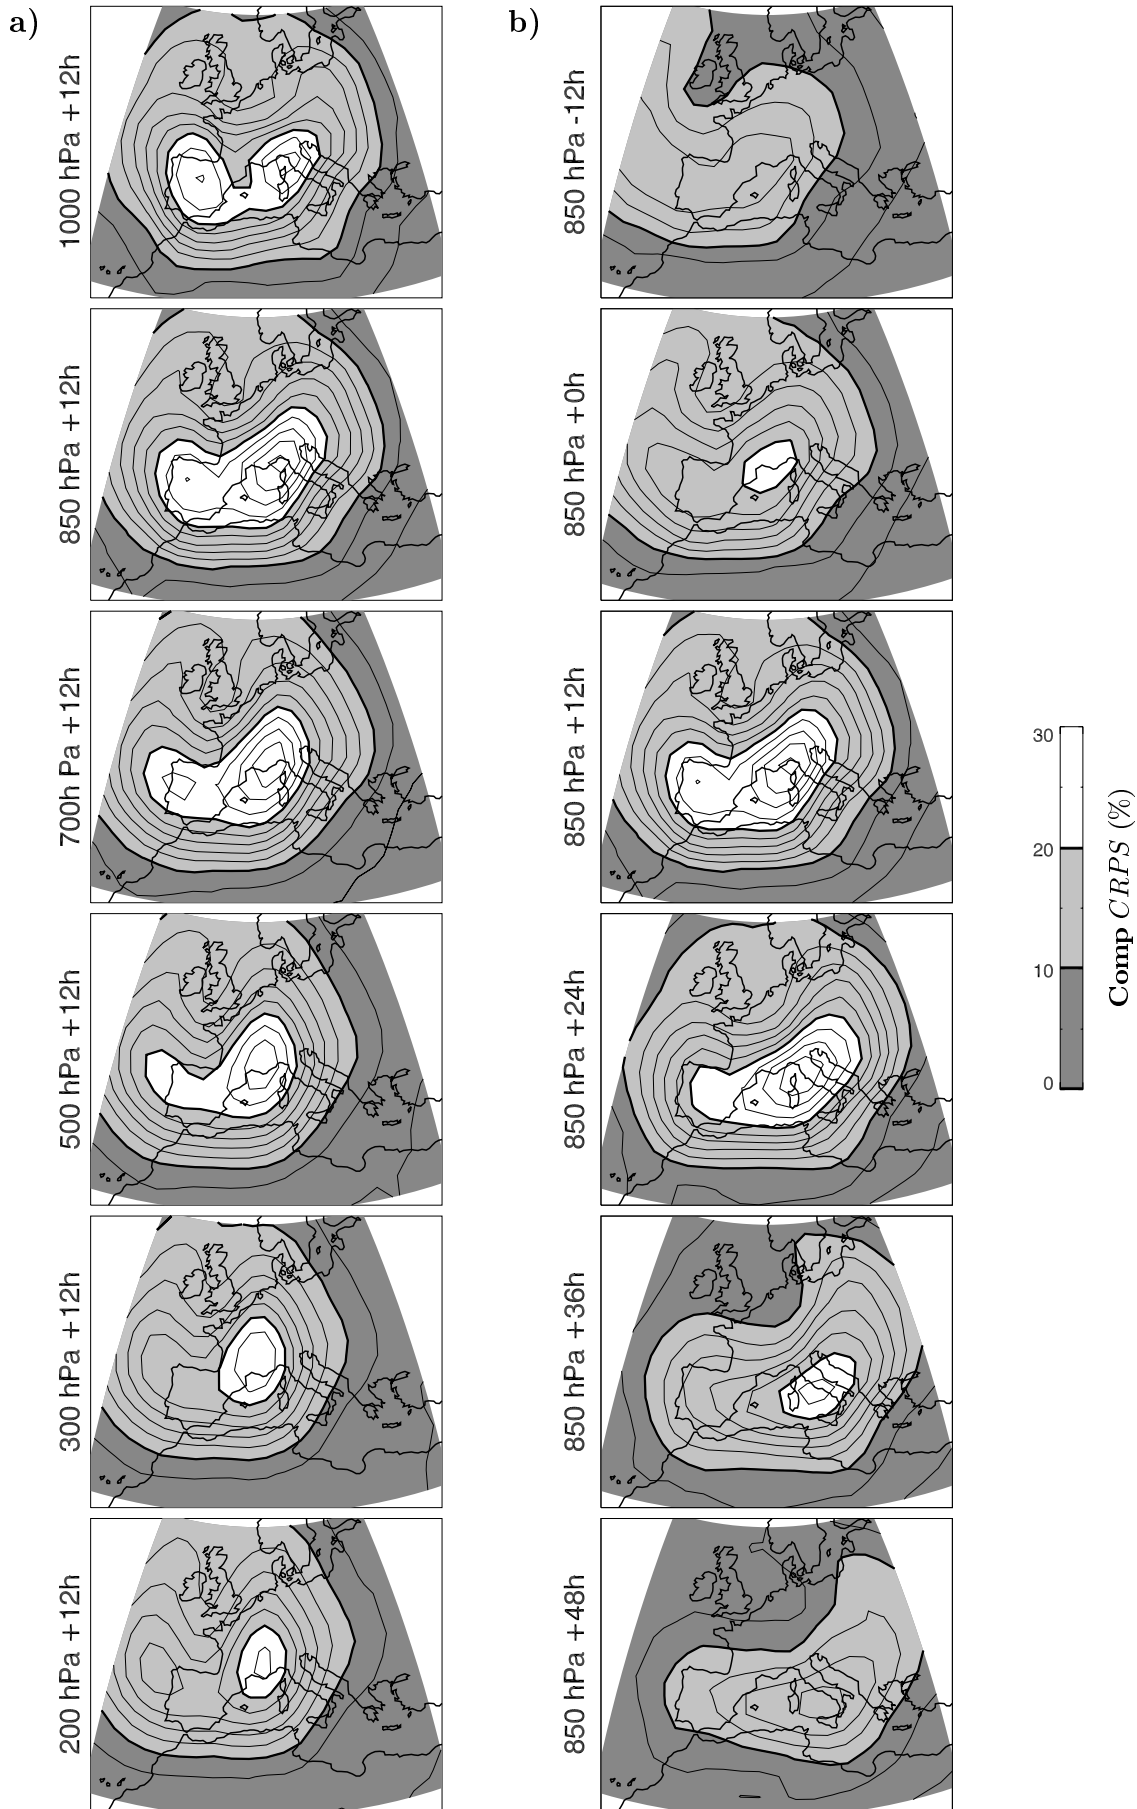 a)
1000 hPa +12h
850 hPa +12h
700h Pa +12h
500 hPa +12h
300 hPa +12h
200 hPa +12h
b)
850 hPa -12h
850 hPa +0h
850 hPa +12h
850 hPa +24h
850 hPa +36h
850 hPa +48h
30
20
10
0
Comp CRPS (%)